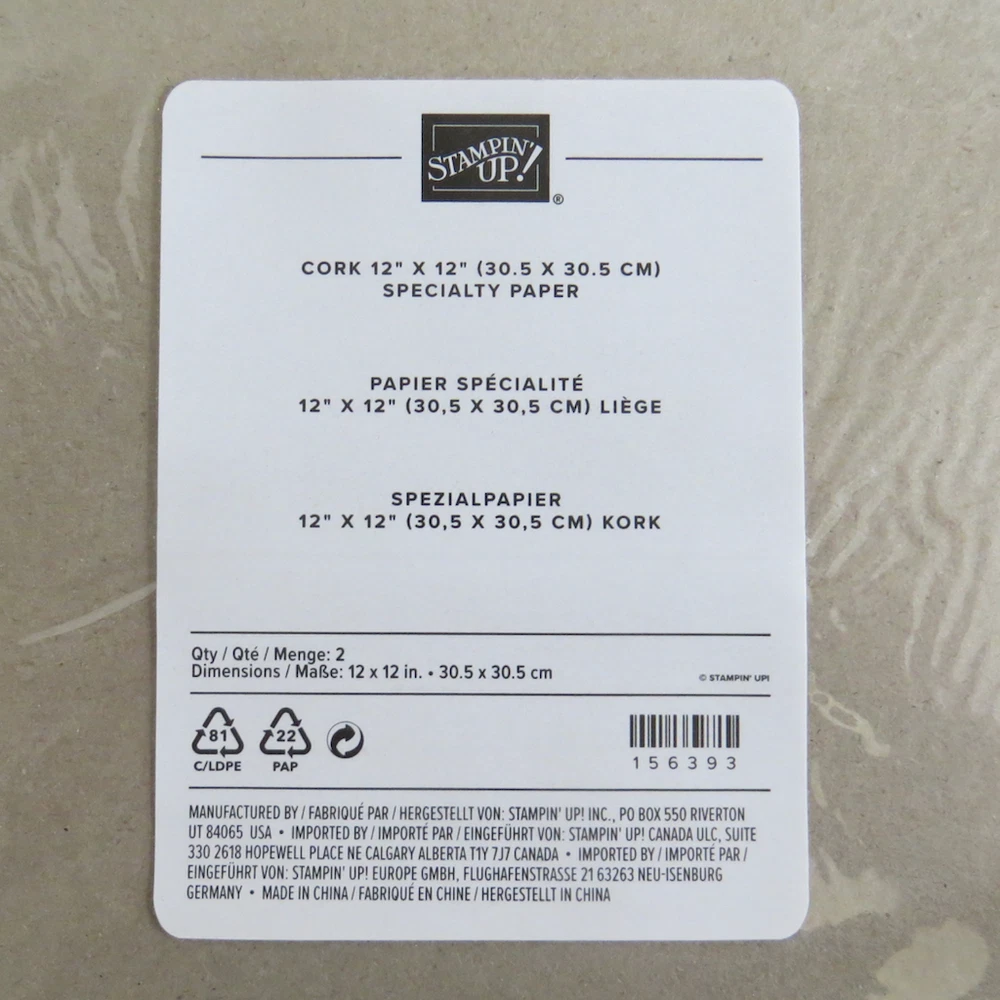 STAMPIN'
UP!®
CORK 12" X 12" (30.5 X 30.5 CM)
SPECIALTY PAPER
PAPIER SPÉCIALITÉ
12" X 12" (30,5 X 30,5 CM) LIÈGE
SPEZIALPAPIER
12" X 12" (30,5 X 30,5 CM) KORK
Qty / Qté / Menge: 2
Dimensions / Maße: 12 x 12 in. • 30.5 x 30.5 cm
© STAMPIN' UP!
81
C/LDPE
22
PAP
156393
MANUFACTURED BY / FABRIQUÉ PAR / HERGESTELLT VON: STAMPIN' UP! INC., PO BOX 550 RIVERTON
UT 84065 USA • IMPORTED BY / IMPORTÉ PAR / EINGEFÜHRT VON: STAMPIN' UP! CANADA ULC, SUITE
330 2618 HOPEWELL PLACE NE CALGARY ALBERTA T1Y 7J7 CANADA • IMPORTED BY / IMPORTÉ PAR /
EINGEFÜHRT VON: STAMPIN' UP! EUROPE GMBH, FLUGHAFENSTRASSE 21 63263 NEU-ISENBURG
GERMANY • MADE IN CHINA / FABRIQUÉ EN CHINE / HERGESTELLT IN CHINA